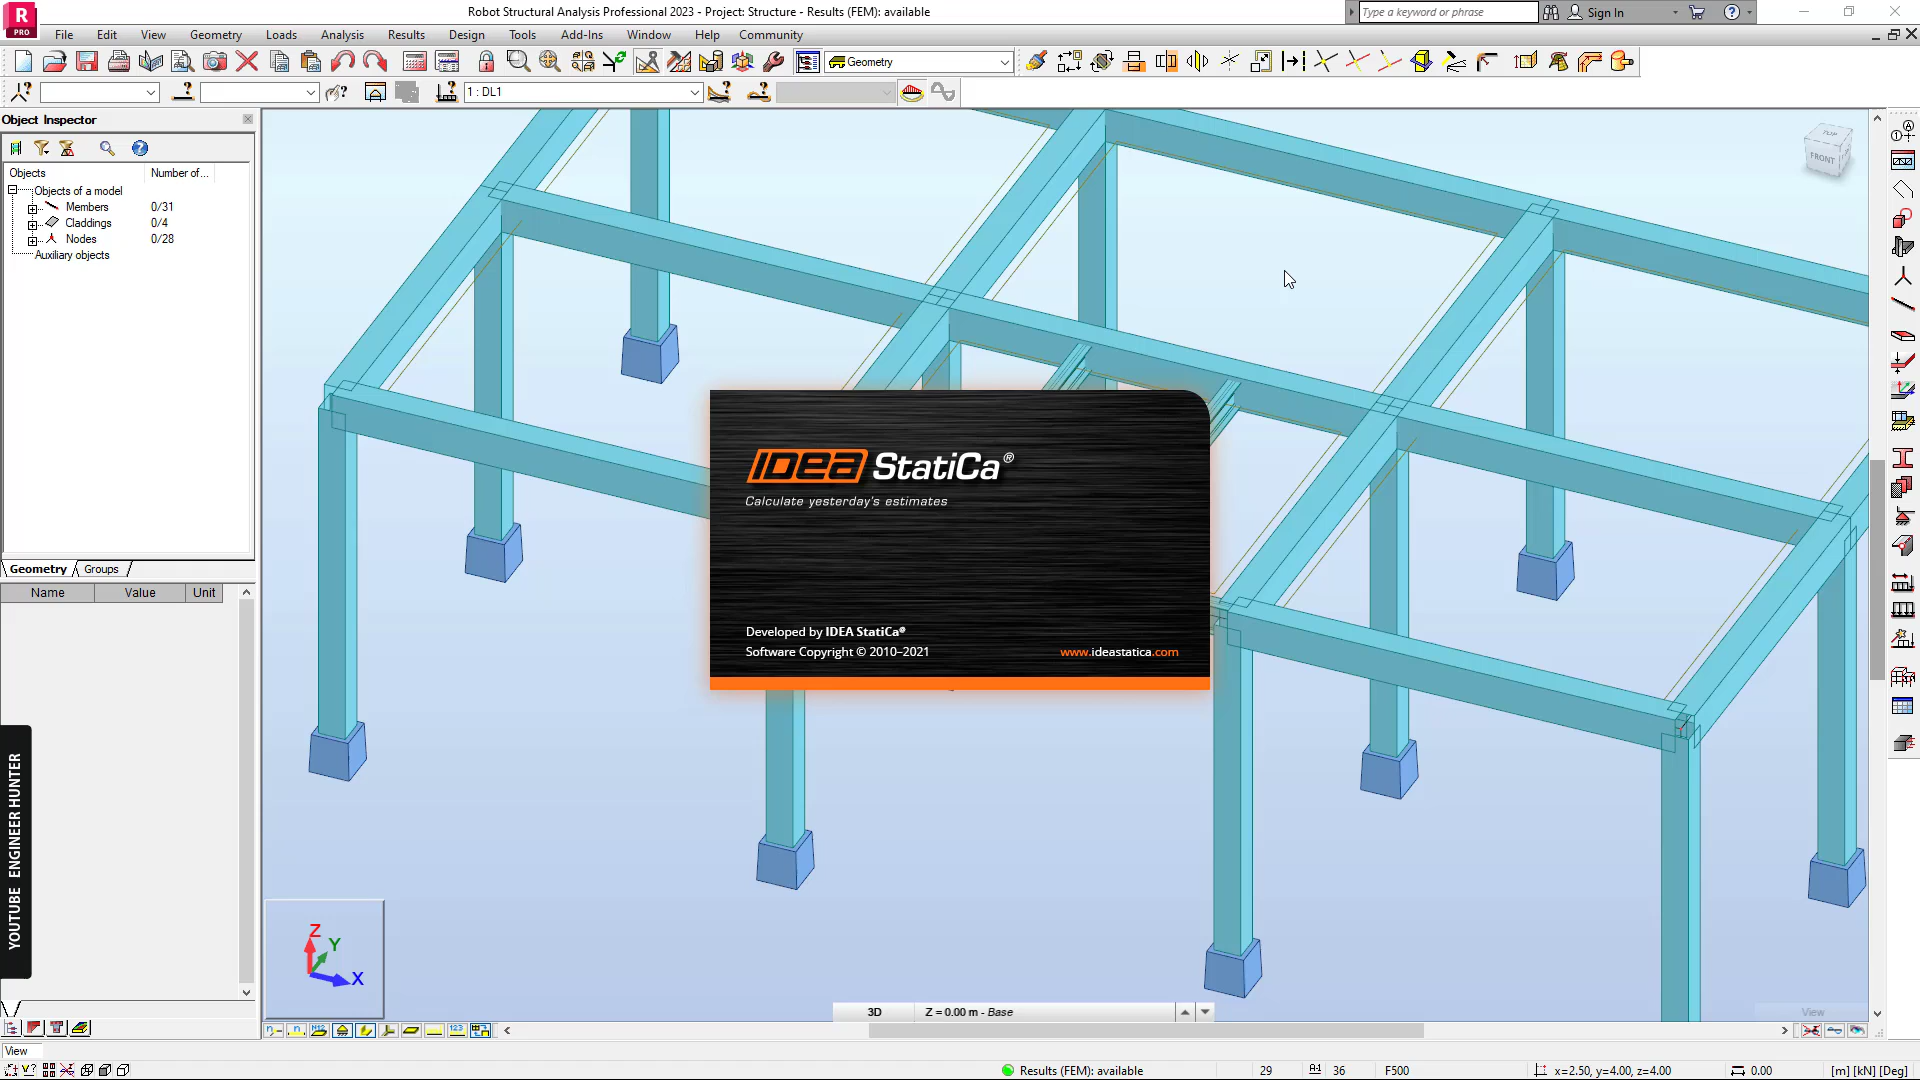 Robot Structural Analysis Professional 2023 - Project: Structure - Results (FEM): available
Type a keyword or phrase
Sign In
R
PRO
File Edit View Geometry Loads Analysis Results Design Tools Add-Ins Window Help Community
Geometry
1 : DL1
Object Inspector
Objects Number of...
Objects of a model
Members 0/31
Claddings 0/4
Nodes 0/28
Auxiliary objects
Geometry Groups
Name Value Unit
TOP
FRONT
IDEA StatiCa®
Calculate yesterday's estimates
Developed by IDEA StatiCa®
Software Copyright © 2010–2021
www.ideastatica.com
YOUTUBE ENGINEER HUNTER
Z
Y
X
3D Z = 0.00 m - Base
View
View
Results (FEM): available
29
36
F500
x=2.50, y=4.00, z=4.00
0.00
[m] [kN] [Deg]